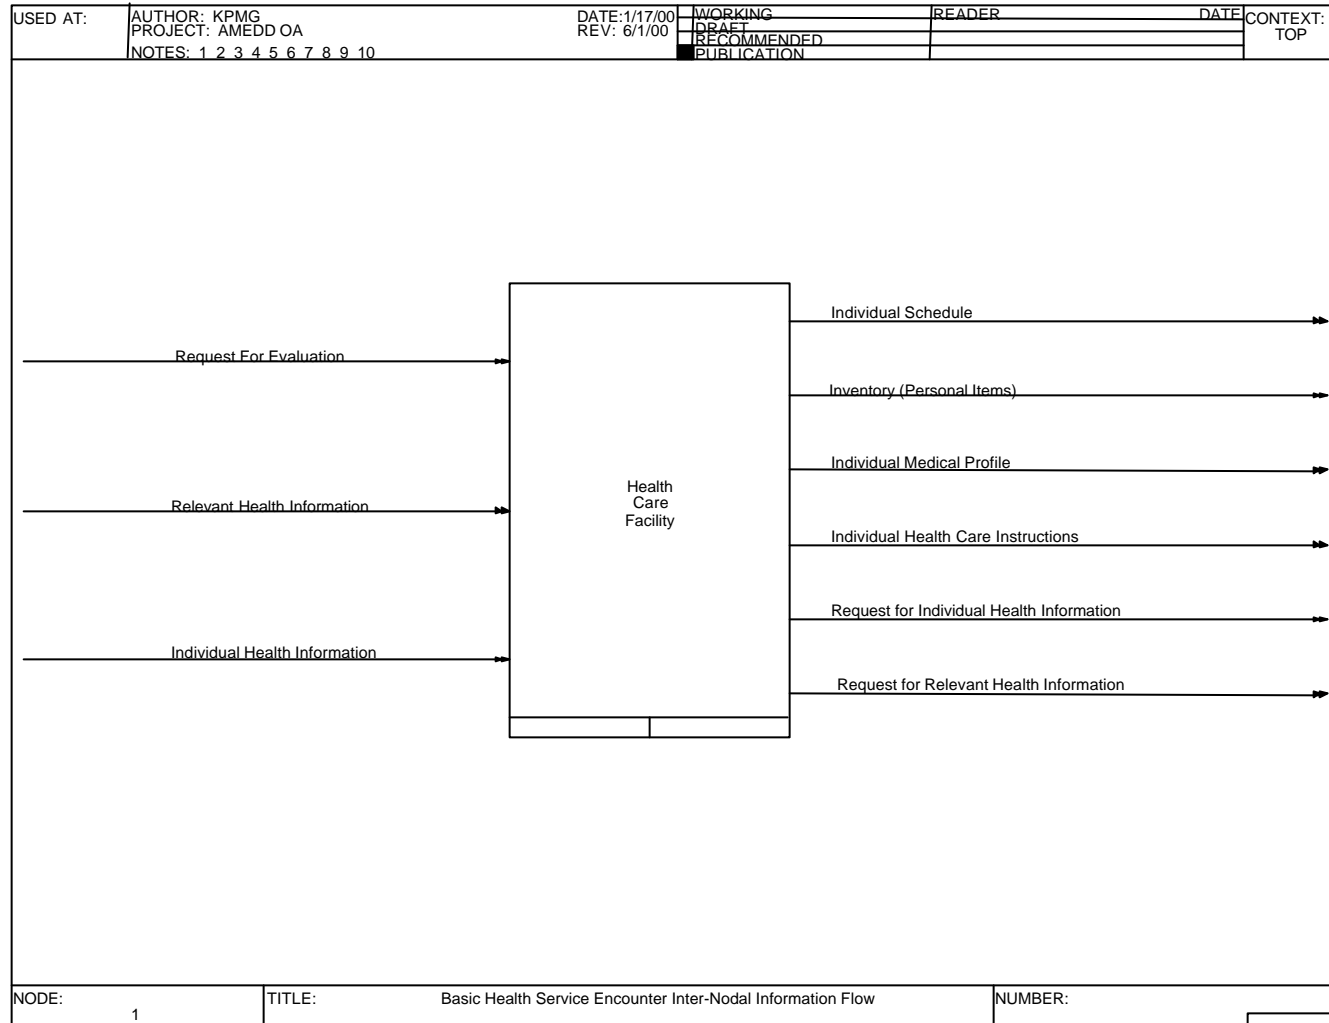 USED AT:
AUTHOR: KPMG
PROJECT: AMEDD OA
NOTES: 1 2 3 4 5 6 7 8 9 10
DATE:1/17/00
REV: 6/1/00
WORKING
DRAFT
RECOMMENDED
PUBLICATION
READER DATE
CONTEXT:
TOP
Request For Evaluation
Relevant Health Information
Individual Health Information
Health
Care
Facility
Individual Schedule
Inventory (Personal Items)
Individual Medical Profile
Individual Health Care Instructions
Request for Individual Health Information
Request for Relevant Health Information
NODE:
1
TITLE:
Basic Health Service Encounter Inter-Nodal Information Flow
NUMBER: